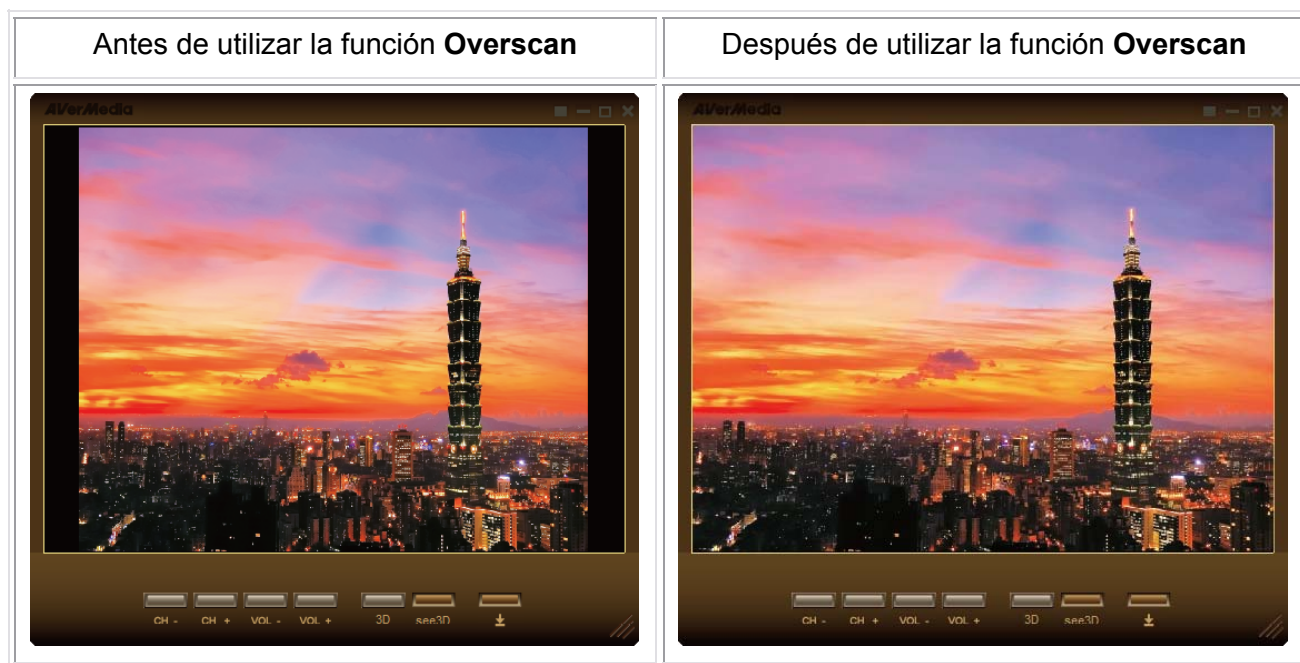 Antes de utilizar la función Overscan
Después de utilizar la función Overscan
AVerMedia
CH - CH + VOL - VOL + 3D see3D
AVerMedia
CH - CH + VOL - VOL + 3D see3D